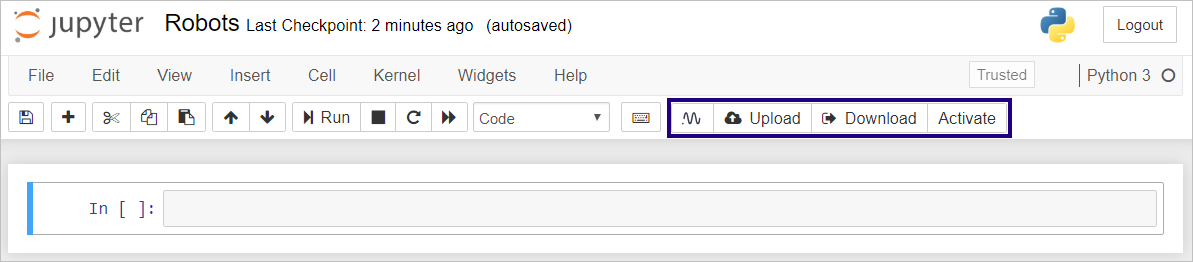 jupyter Robots Last Checkpoint: 2 minutes ago (autosaved) Logout
File Edit View Insert Cell Kernel Widgets Help Trusted Python 3
Run Code Upload Download Activate
In [ ]: